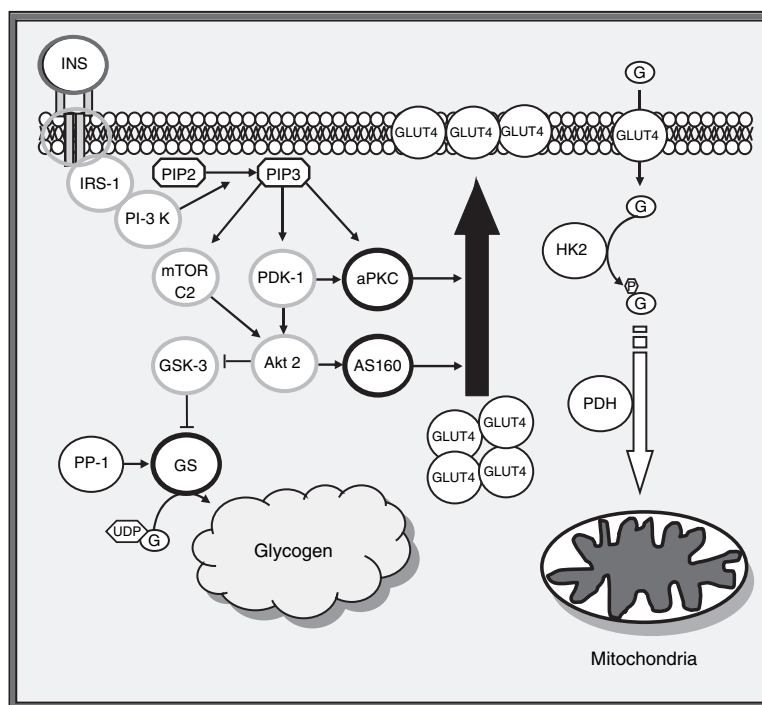 INS
G
GLUT4
GLUT4
GLUT4
GLUT4
IRS-1
PIP2
PIP3
PI-3 K
G
mTOR
C2
PDK-1
aPKC
HK2
P
G
GSK-3
Akt 2
AS160
PDH
GLUT4
GLUT4
GLUT4
GLUT4
PP-1
GS
UDP
G
Glycogen
Mitochondria